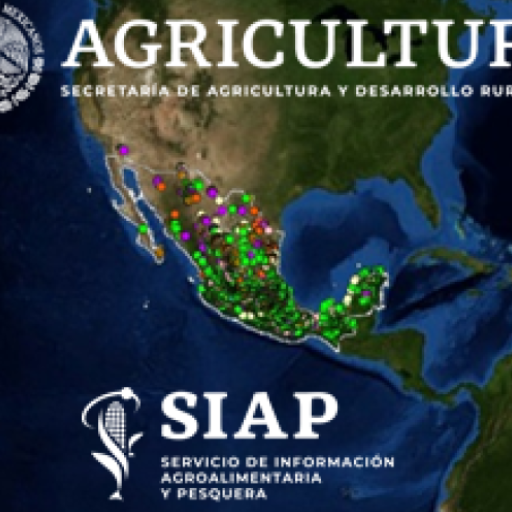 AGRICULTUR
SECRETARÍA DE AGRICULTURA Y DESARROLLO RUR
SIAP
SERVICIO DE INFORMACIÓN
AGROALIMENTARIA
Y PESQUERA